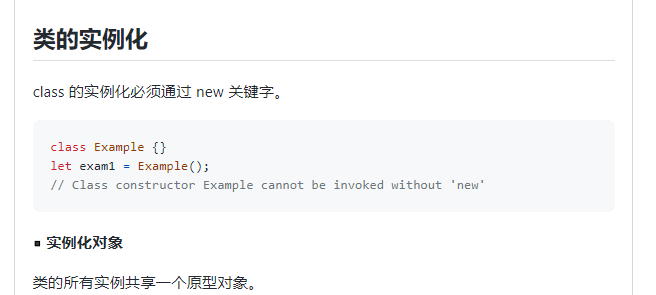 类的实例化
class 的实例化必须通过 new 关键字。
class Example {}
let exam1 = Example();
// Class constructor Example cannot be invoked without 'new'
▪ 实例化对象
类的所有实例共享一个原型对象。